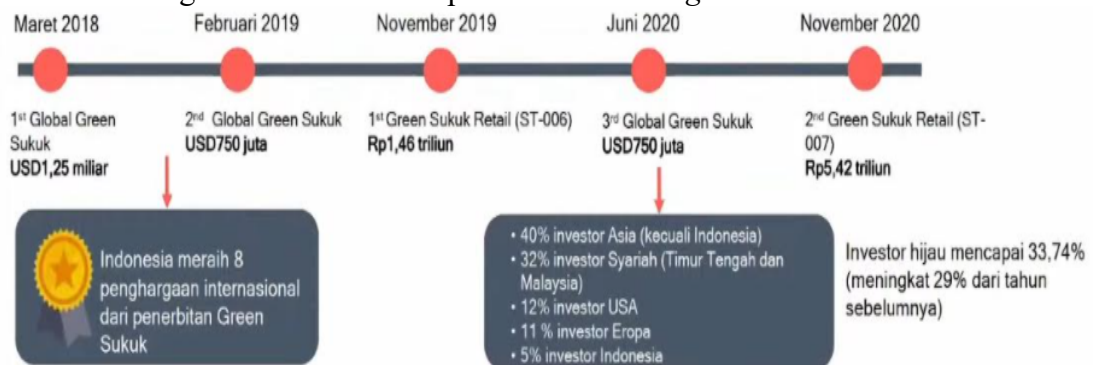 Maret 2018
Februari 2019
November 2019
Juni 2020
November 2020
1st Global Green
Sukuk
USD1,25 miliar
2nd Global Green Sukuk
USD750 juta
1st Green Sukuk Retail (ST-006)
Rp1,46 triliun
3rd Global Green Sukuk
USD750 juta
2nd Green Sukuk Retail (ST-
007)
Rp5,42 triliun
Indonesia meraih 8
penghargaan internasional
dari penerbitan Green
Sukuk
• 40% investor Asia (kecuali Indonesia)
• 32% investor Syariah (Timur Tengah dan
Malaysia)
• 12% investor USA
• 11 % investor Eropa
• 5% investor Indonesia
Investor hijau mencapai 33,74%
(meningkat 29% dari tahun
sebelumnya)